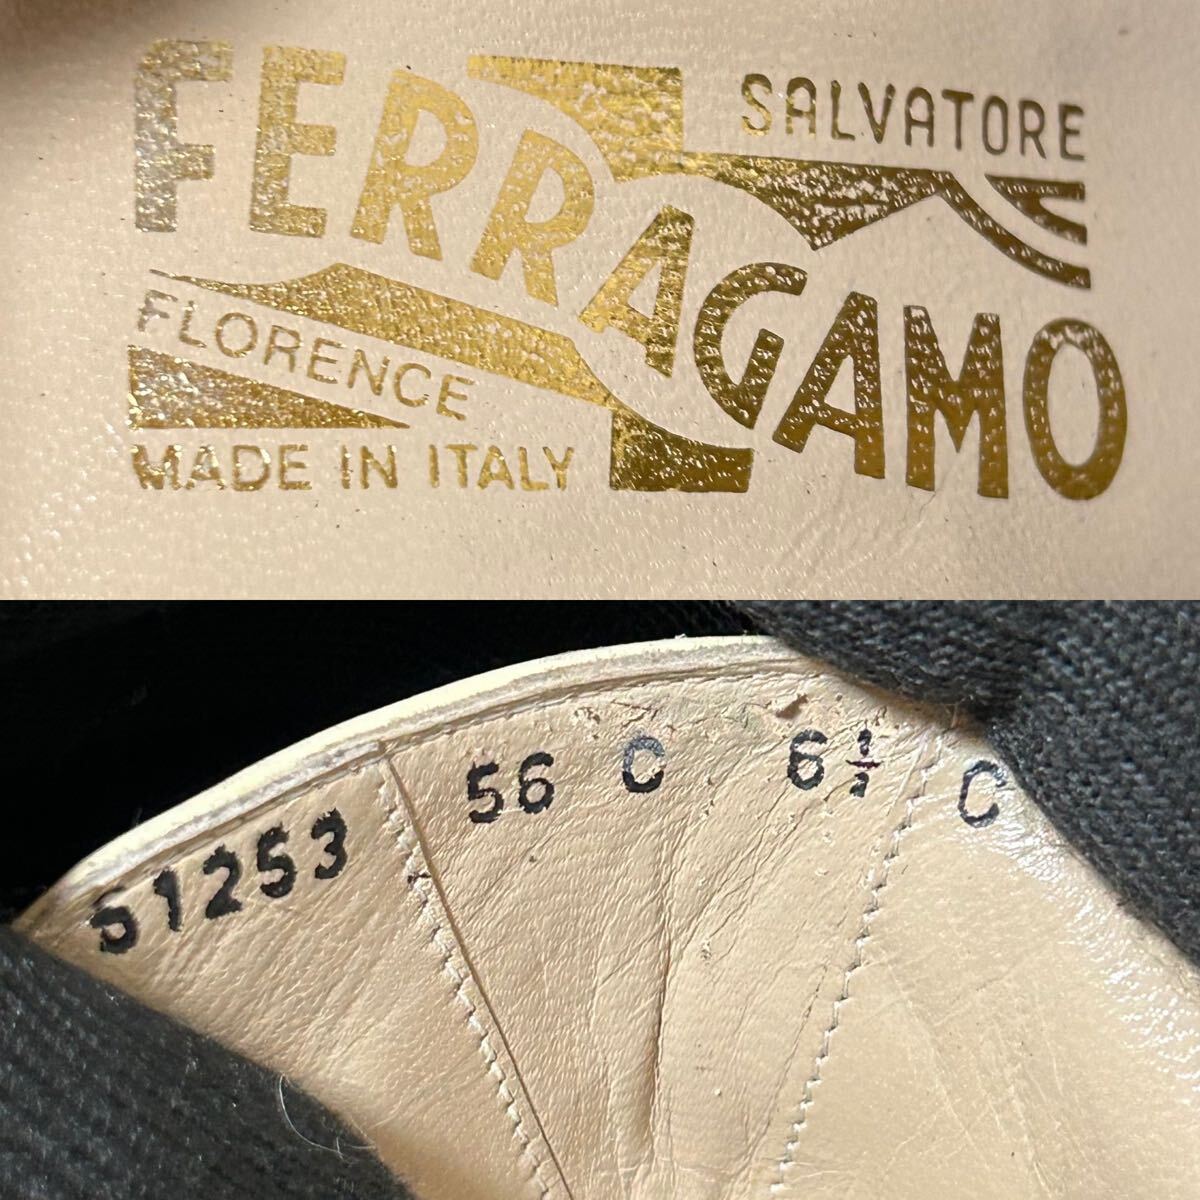 SALVATORE
FERRAGAMO
FLORENCE
MADE IN ITALY
51253 56 C 6½ C